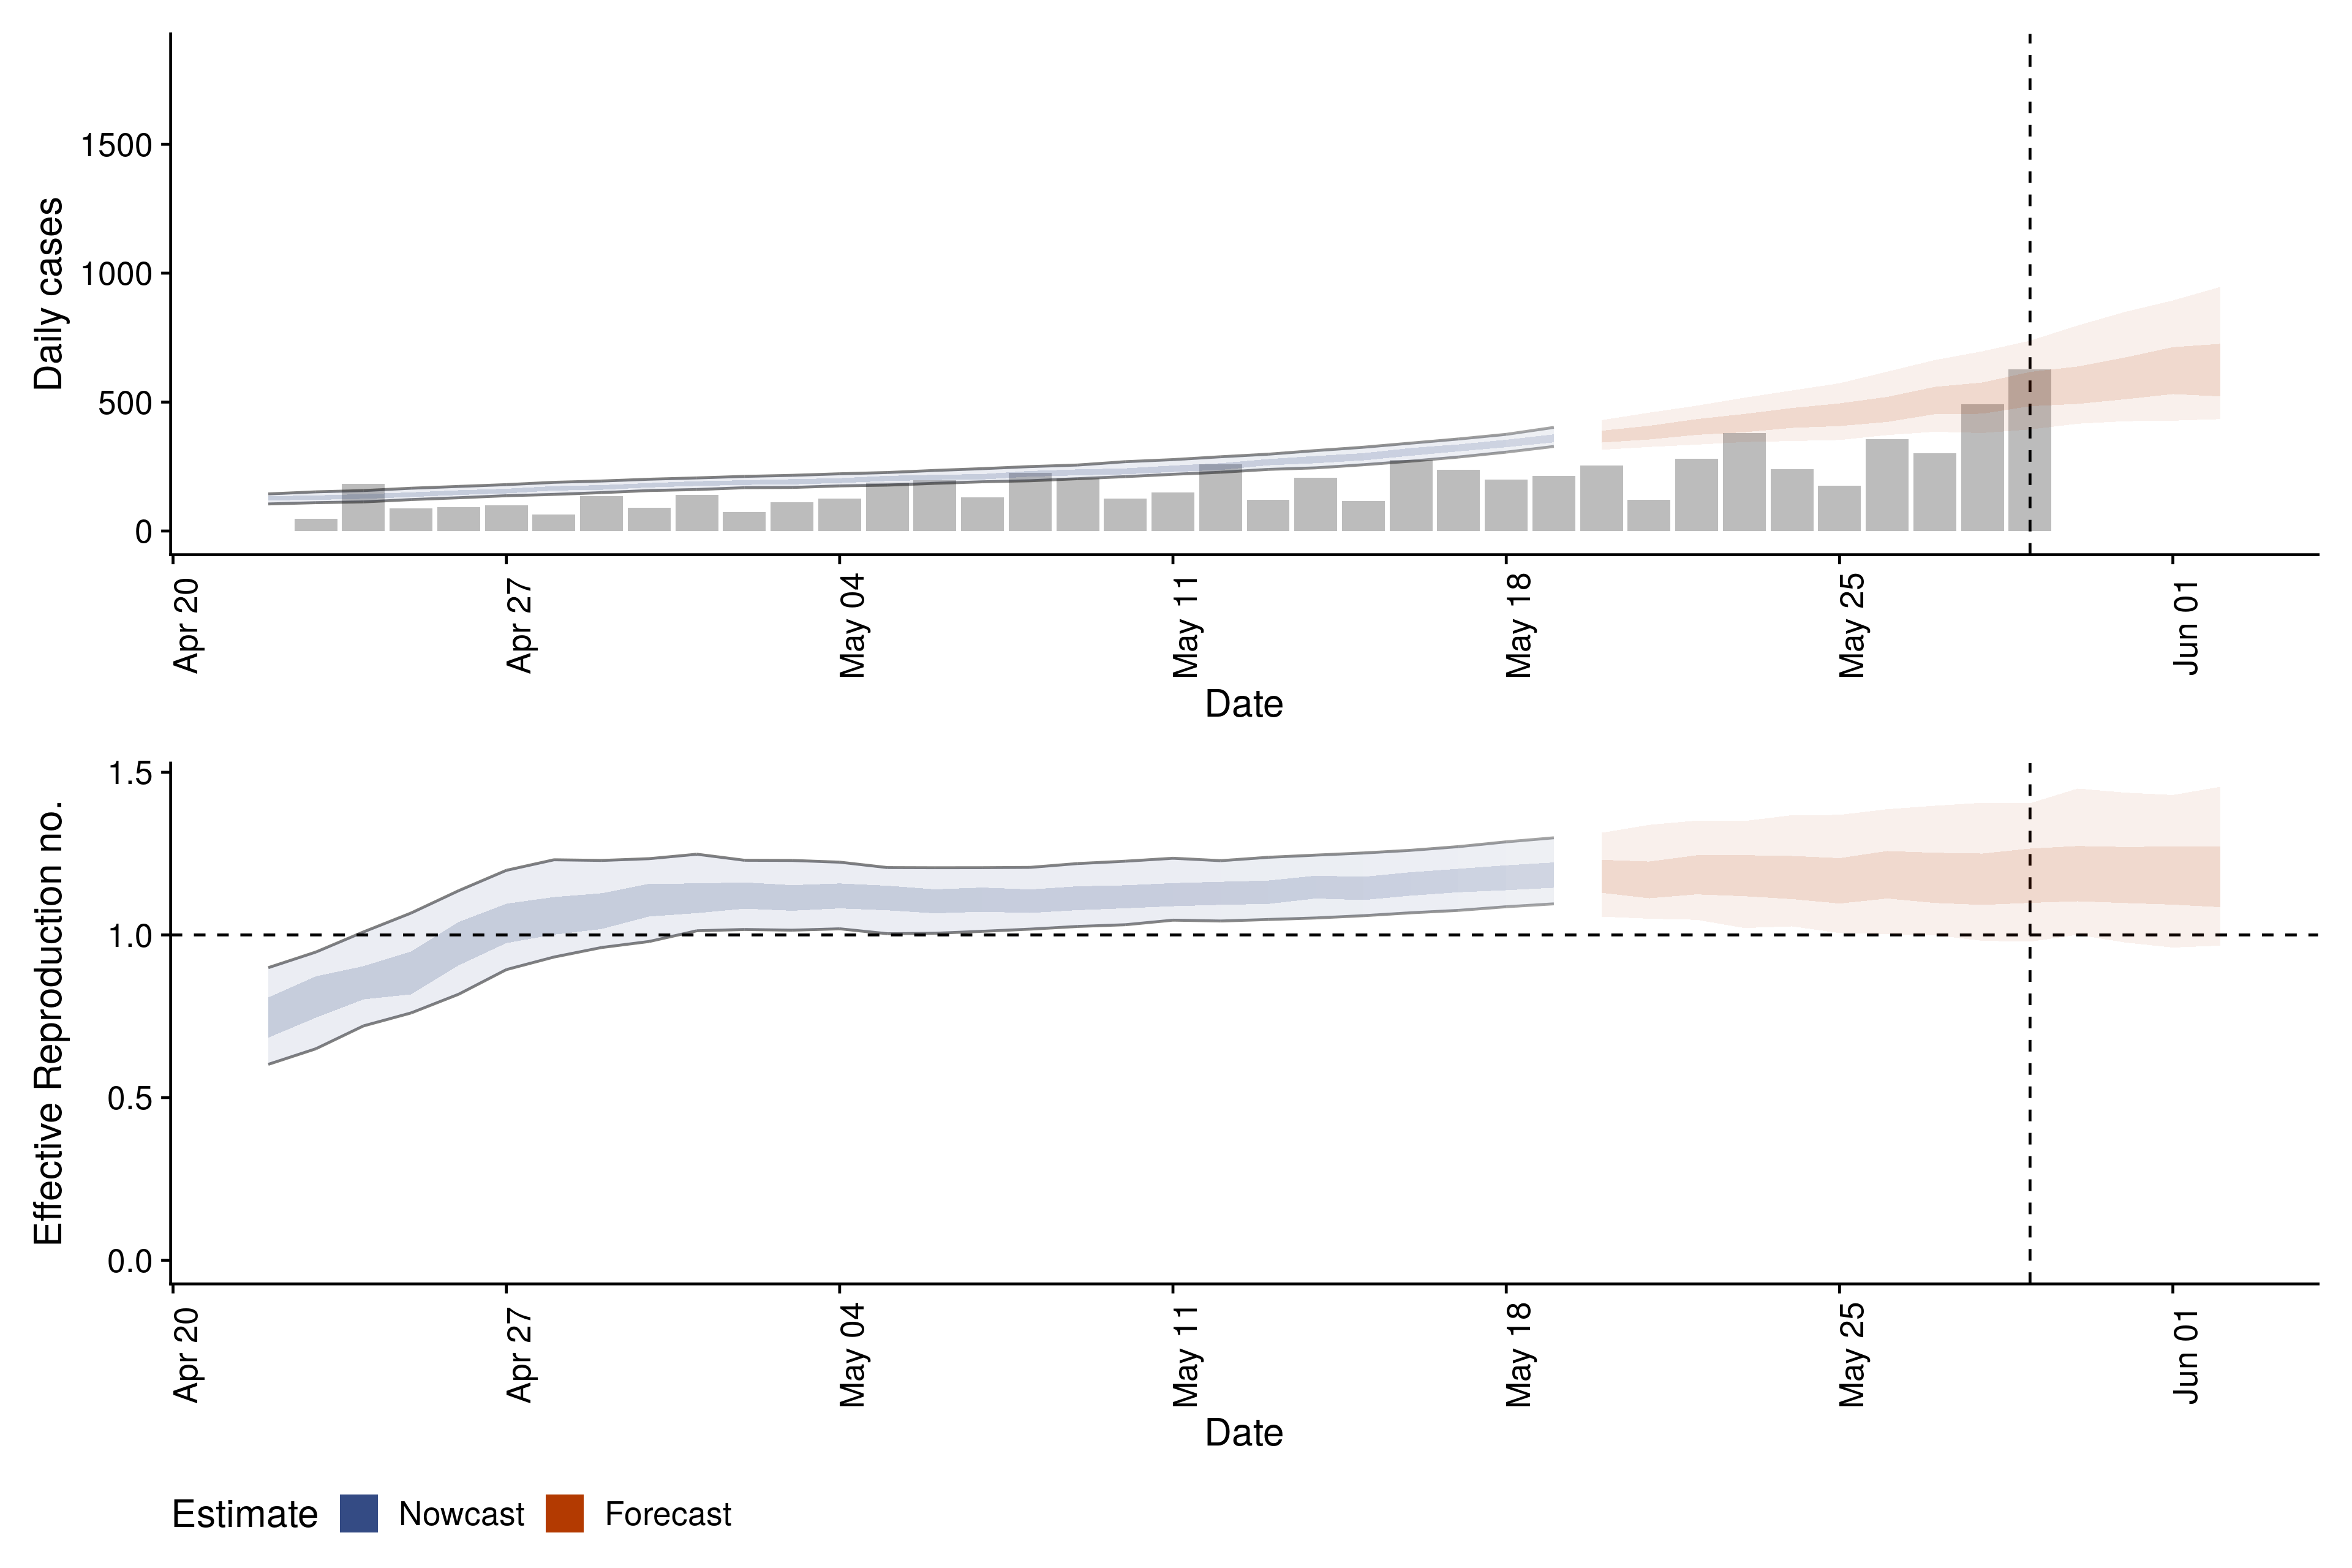 Daily cases
1500
1000
500
0
Apr 20
Apr 27
May 04
May 11
May 18
May 25
Jun 01
Date
Effective Reproduction no.
1.5
1.0
0.5
0.0
Apr 20
Apr 27
May 04
May 11
May 18
May 25
Jun 01
Date
Estimate Nowcast Forecast